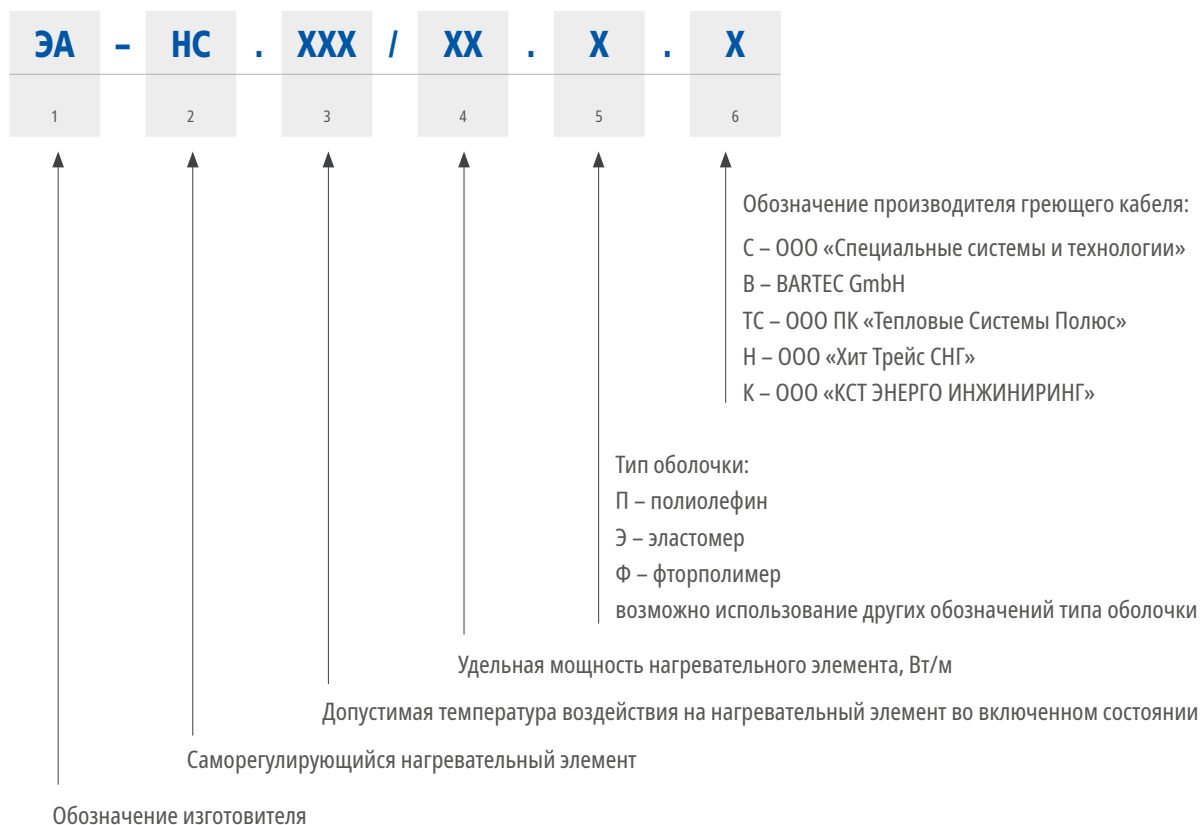 ЭА – НС . ХХХ / ХХ . Х . Х
1 2 3 4 5 6
Обозначение производителя греющего кабеля:
С – ООО «Специальные системы и технологии»
В – BARTEC GmbH
ТС – ООО ПК «Тепловые Системы Полюс»
Н – ООО «Хит Трейс СНГ»
К – ООО «КСТ ЭНЕРГО ИНЖИНИРИНГ»
Тип оболочки:
П – полиолефин
Э – эластомер
Ф – фторполимер
возможно использование других обозначений типа оболочки
Удельная мощность нагревательного элемента, Вт/м
Допустимая температура воздействия на нагревательный элемент во включенном состоянии
Саморегулирующийся нагревательный элемент
Обозначение изготовителя